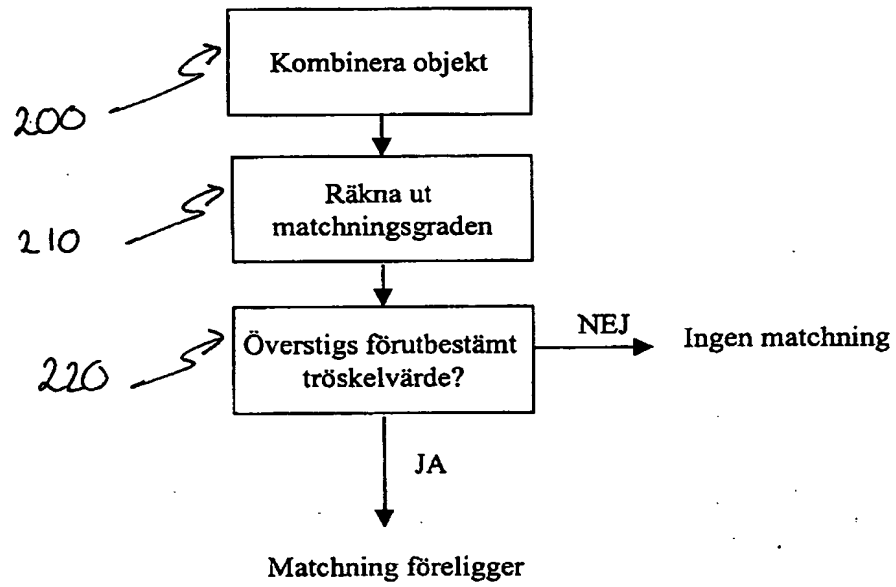 Kombinera objekt
200
Räkna ut
matchningsgraden
210
Överstigs förutbestämt
tröskelvärde?
NEJ
Ingen matchning
220
JA
Matchning föreligger